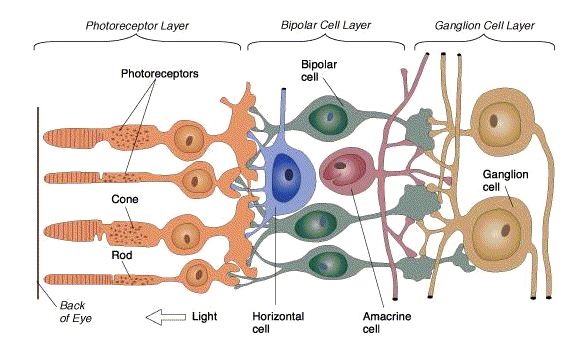 Photoreceptor Layer
Bipolar Cell Layer
Ganglion Cell Layer
Photoreceptors
Bipolar
cell
Ganglion
cell
Cone
Rod
Back
of Eye
Light
Horizontal
cell
Amacrine
cell